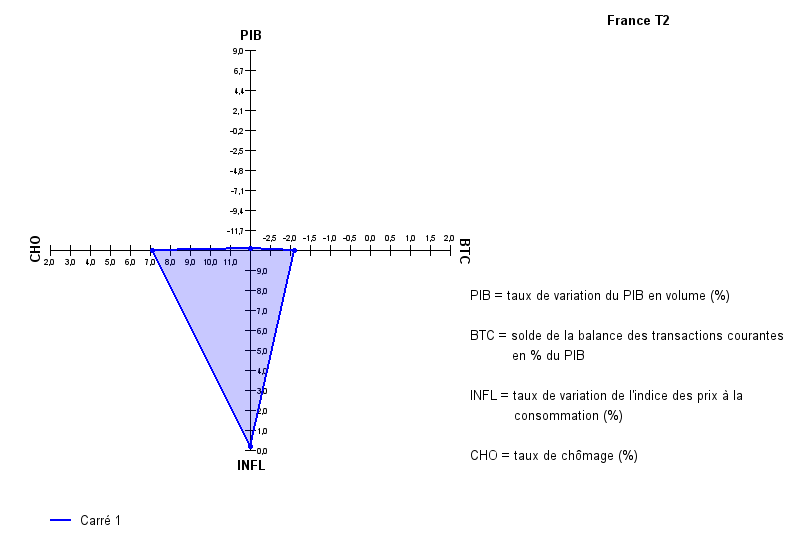 France T2
PIB
9,0
6,7
4,4
2,1
-0,2
-2,5
-4,8
-7,1
-9,4
-11,7
CHO
2,0 3,0 4,0 5,0 6,0 7,0 8,0 9,0 10,0 11,0
-2,5 -2,0 -1,5 -1,0 -0,5 0,0 0,5 1,0 1,5 2,0
BTC
9,0
8,0
7,0
6,0
5,0
4,0
3,0
2,0
1,0
0,0
INFL
PIB = taux de variation du PIB en volume (%)
BTC = solde de la balance des transactions courantes
en % du PIB
INFL = taux de variation de l'indice des prix à la
consommation (%)
CHO = taux de chômage (%)
Carré 1